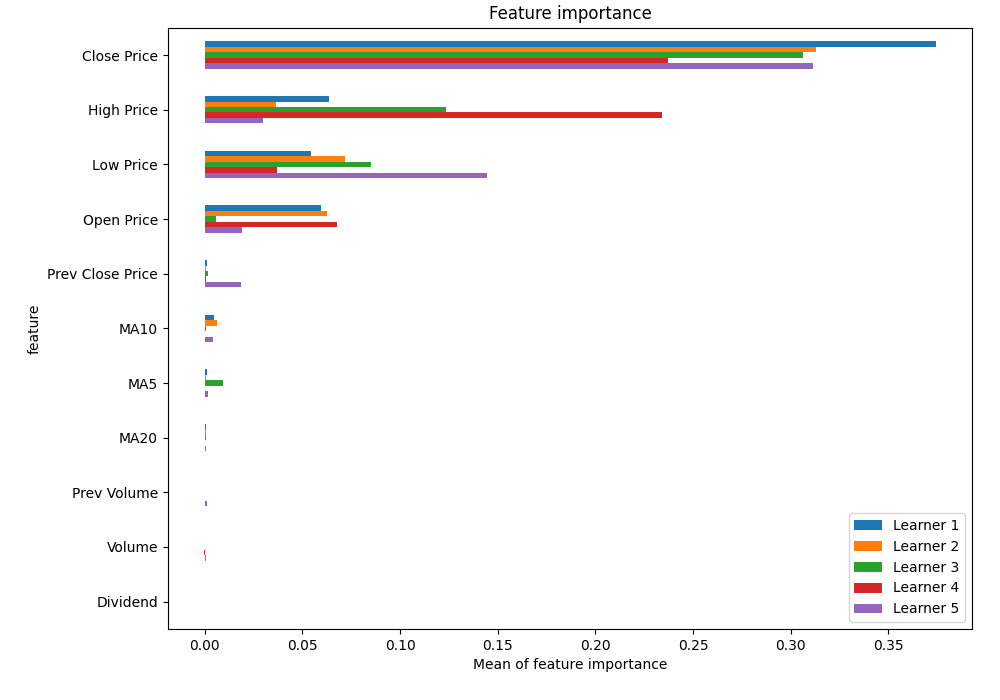 Feature importance
Close Price
High Price
Low Price
Open Price
Prev Close Price
MA10
MA5
MA20
Prev Volume
Volume
Dividend
feature
Learner 1
Learner 2
Learner 3
Learner 4
Learner 5
0.00 0.05 0.10 0.15 0.20 0.25 0.30 0.35
Mean of feature importance